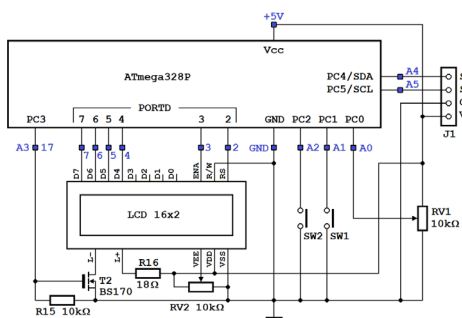 +5V
Vcc
ATmega328P
PC4/SDA
A4
PC5/SCL
A5
J1
PORTD
PC3
7 6 5 4
3 2
GND PC2 PC1 PC0
A3 17
7 6 5 4
3 2
GND A2 A1 A0
D7 D6 D5 D4 D3 D2 D1 D0
ENA R/W RS
LCD 16x2
SW2 SW1
RV1
10kΩ
L- L+
VEE VDD VSS
R16
18Ω
T2
BS170
RV2 10kΩ
R15 10kΩ